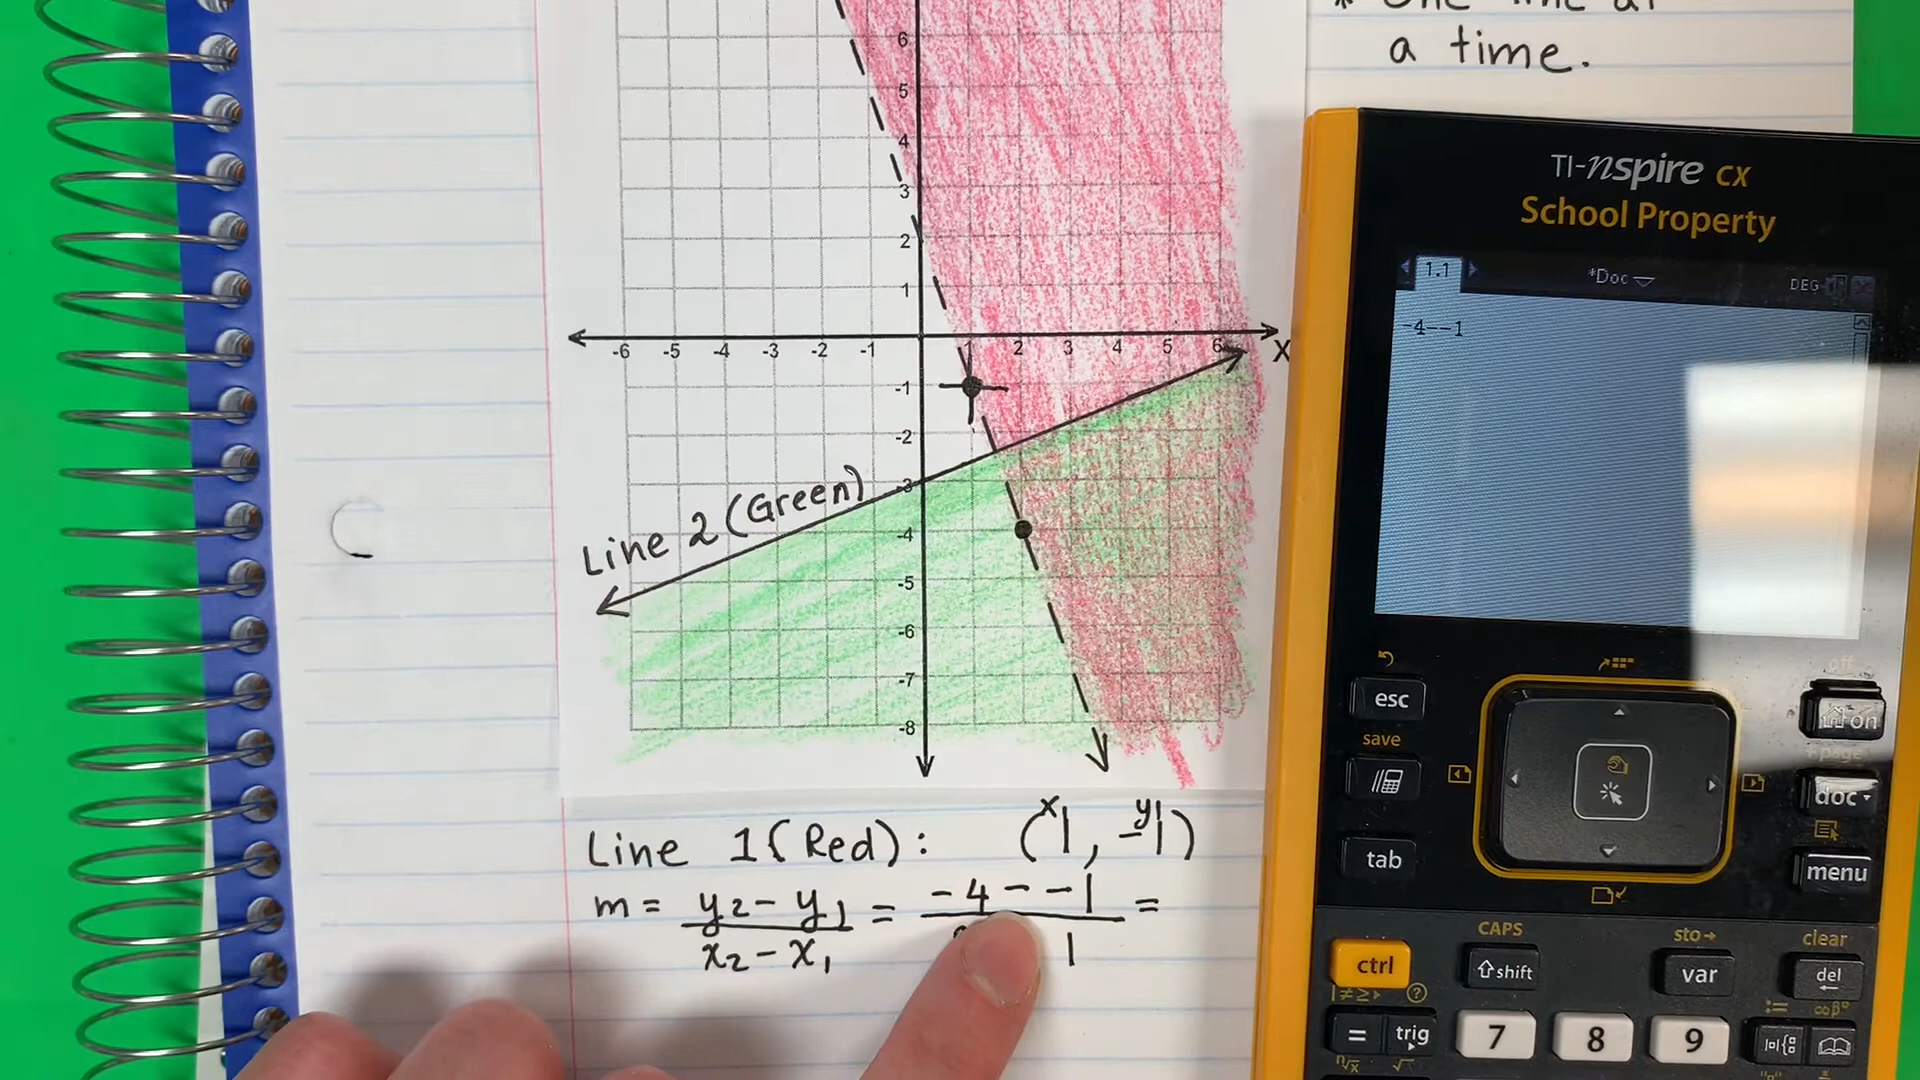 a time.
6
5
4
3
2
1
-6 -5 -4 -3 -2 -1 2 3 4 5 6 x
-1
-2
-3
-4
-5
-6
-7
-8
Line 2 (Green)
Line 1 (Red): (1, -1)
x y
m = y2 - y1 / x2 - x1 = -4 - -1 / 1 =
TI-nspire CX
School Property
1.1 *Doc DEG
-4--1
off
esc
on
save
page
doc
tab
menu
CAPS sto→ clear
ctrl shift var del
= trig 7 8 9